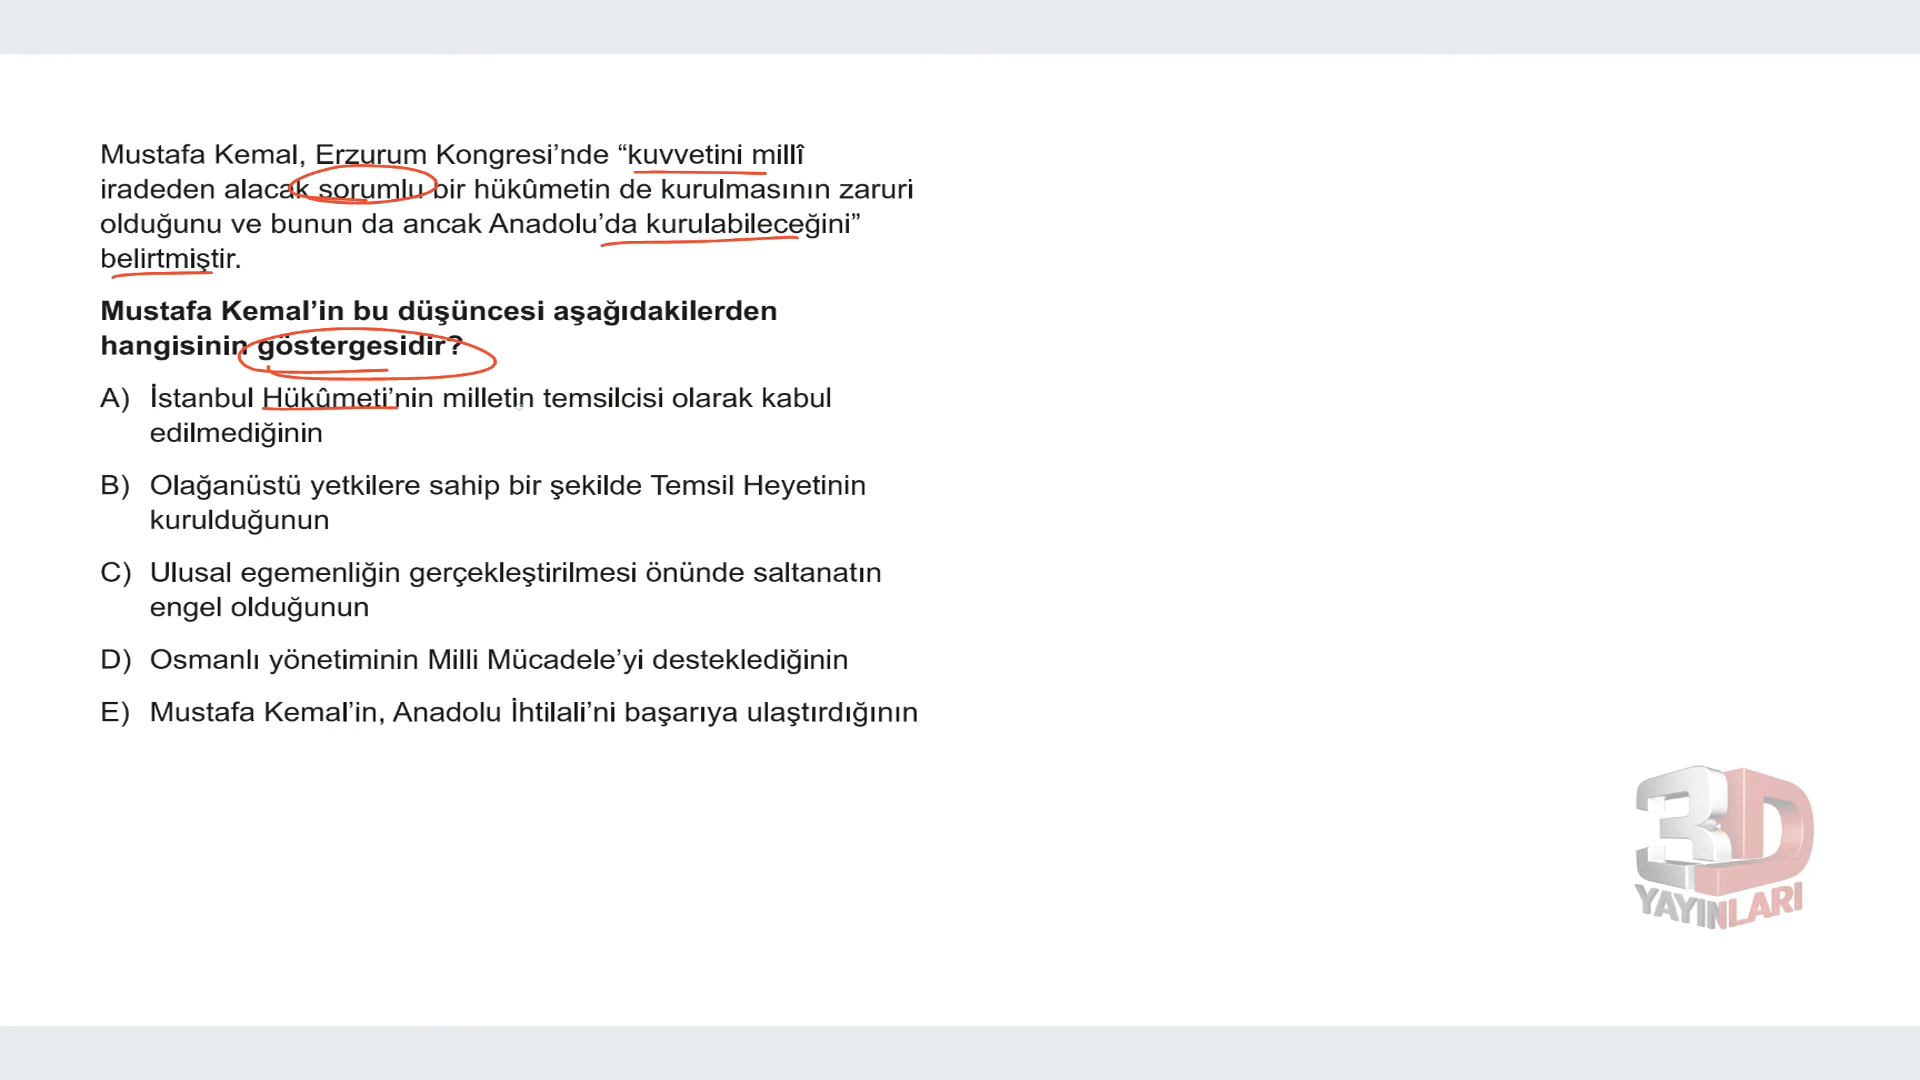 Mustafa Kemal, Erzurum Kongresi’nde “kuvvetini millî
iradeden alacak sorumlu bir hükûmetin de kurulmasının zaruri
olduğunu ve bunun da ancak Anadolu’da kurulabileceğini”
belirtmiştir.
Mustafa Kemal’in bu düşüncesi aşağıdakilerden
hangisinin göstergesidir?
A) İstanbul Hükûmeti’nin milletin temsilcisi olarak kabul
edilmediğinin
B) Olağanüstü yetkilere sahip bir şekilde Temsil Heyetinin
kurulduğunun
C) Ulusal egemenliğin gerçekleştirilmesi önünde saltanatın
engel olduğunun
D) Osmanlı yönetiminin Milli Mücadele’yi desteklediğinin
E) Mustafa Kemal’in, Anadolu İhtilali’ni başarıya ulaştırdığının
3D
YAYINLARI